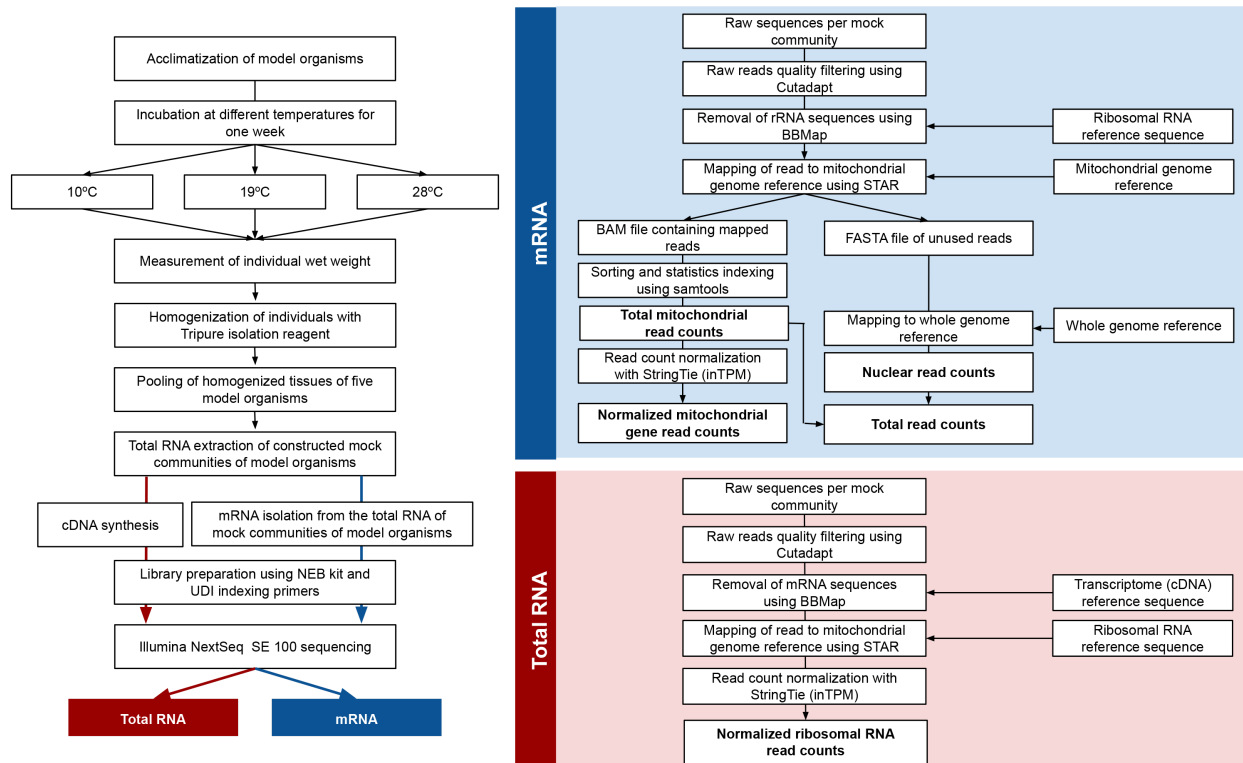 Acclimatization of model organisms
Incubation at different temperatures for
one week
10ºC
19ºC
28ºC
Measurement of individual wet weight
Homogenization of individuals with
Tripure isolation reagent
Pooling of homogenized tissues of five
model organisms
Total RNA extraction of constructed mock
communities of model organisms
cDNA synthesis
mRNA isolation from the total RNA of
mock communities of model organisms
Library preparation using NEB kit and
UDI indexing primers
Illumina NextSeq SE 100 sequencing
Total RNA
mRNA
mRNA
Raw sequences per mock
community
Raw reads quality filtering using
Cutadapt
Removal of rRNA sequences using
BBMap
Ribosomal RNA
reference sequence
Mapping of read to mitochondrial
genome reference using STAR
Mitochondrial genome
reference
BAM file containing mapped
reads
FASTA file of unused reads
Sorting and statistics indexing
using samtools
Total mitochondrial
read counts
Mapping to whole genome
reference
Whole genome reference
Read count normalization
with StringTie (inTPM)
Nuclear read counts
Normalized mitochondrial
gene read counts
Total read counts
Total RNA
Raw sequences per mock
community
Raw reads quality filtering using
Cutadapt
Removal of mRNA sequences
using BBMap
Transcriptome (cDNA)
reference sequence
Mapping of read to mitochondrial
genome reference using STAR
Ribosomal RNA
reference sequence
Read count normalization with
StringTie (inTPM)
Normalized ribosomal RNA
read counts